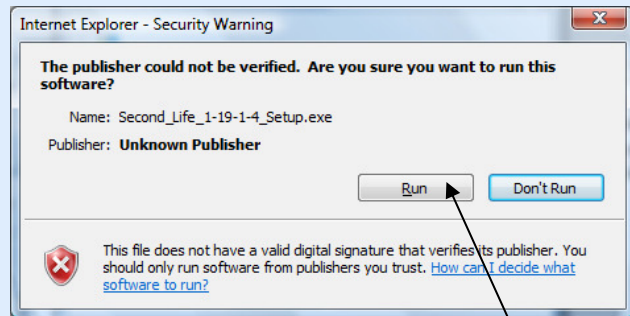 Internet Explorer - Security Warning
The publisher could not be verified. Are you sure you want to run this
software?
Name: Second_Life_1-19-1-4_Setup.exe
Publisher: Unknown Publisher
Run
Don't Run
This file does not have a valid digital signature that verifies its publisher. You
should only run software from publishers you trust. How can I decide what
software to run?